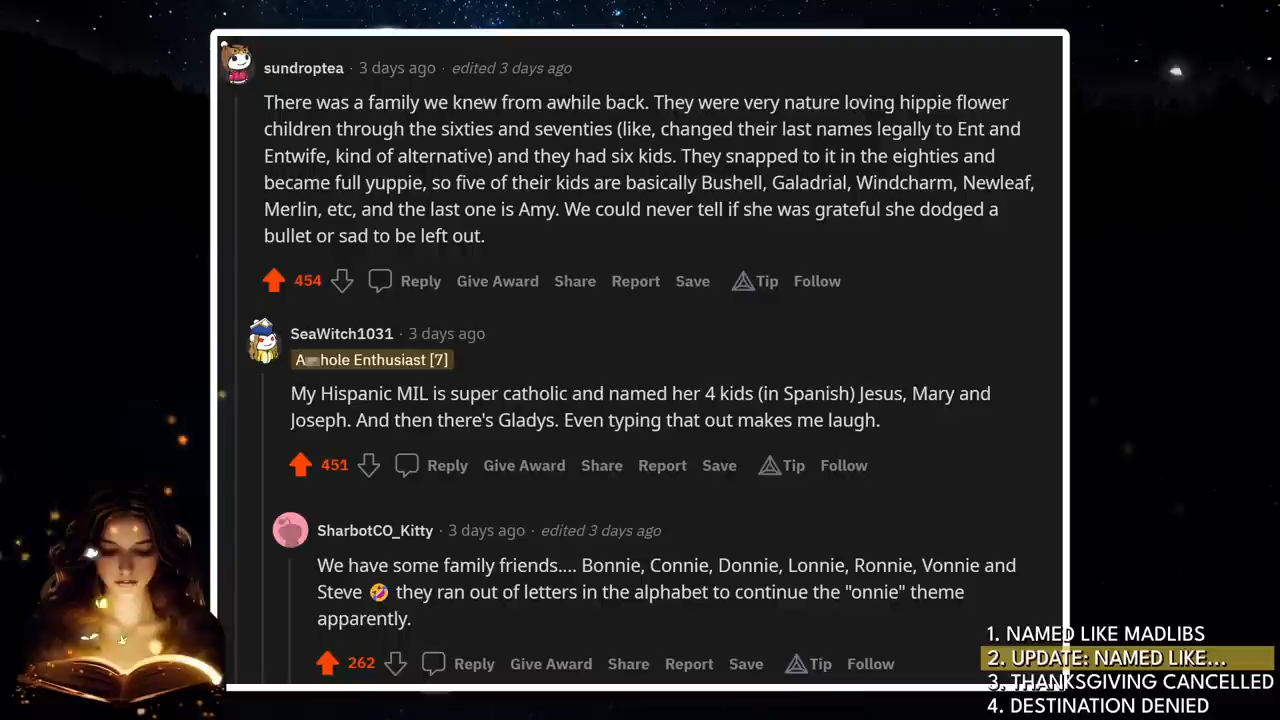 sundroptea · 3 days ago · edited 3 days ago
There was a family we knew from awhile back. They were very nature loving hippie flower
children through the sixties and seventies (like, changed their last names legally to Ent and
Entwife, kind of alternative) and they had six kids. They snapped to it in the eighties and
became full yuppie, so five of their kids are basically Bushell, Galadrial, Windcharm, Newleaf,
Merlin, etc, and the last one is Amy. We could never tell if she was grateful she dodged a
bullet or sad to be left out.
454 Reply Give Award Share Report Save Tip Follow
SeaWitch1031 · 3 days ago
A hole Enthusiast [7]
My Hispanic MIL is super catholic and named her 4 kids (in Spanish) Jesus, Mary and
Joseph. And then there's Gladys. Even typing that out makes me laugh.
451 Reply Give Award Share Report Save Tip Follow
SharbotCO_Kitty · 3 days ago · edited 3 days ago
We have some family friends.... Bonnie, Connie, Donnie, Lonnie, Ronnie, Vonnie and
Steve 🤣 they ran out of letters in the alphabet to continue the "onnie" theme
apparently.
262 Reply Give Award Share Report Save Tip Follow
1. NAMED LIKE MADLIBS
2. UPDATE: NAMED LIKE...
3. THANKSGIVING CANCELLED
4. DESTINATION DENIED